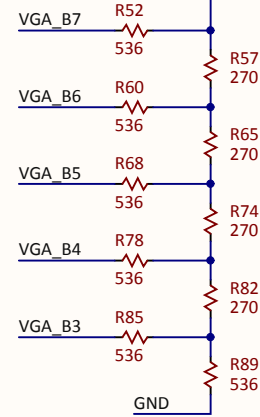 R52
VGA_B7
536
R57
270
R60
VGA_B6
536
R65
270
R68
VGA_B5
536
R74
270
R78
VGA_B4
536
R82
270
R85
VGA_B3
536
R89
536
GND